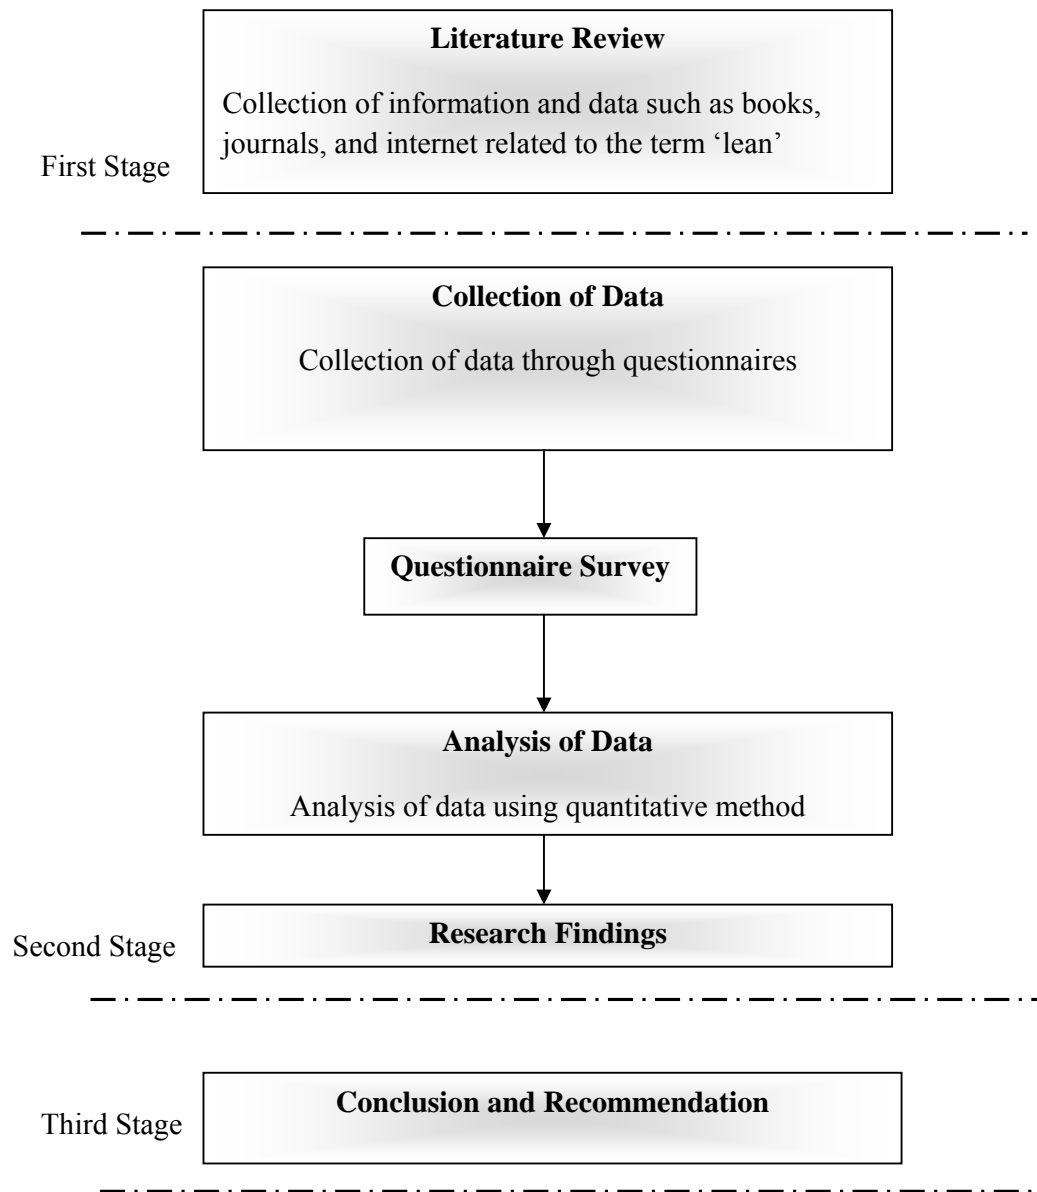 Literature Review
Collection of information and data such as books,
journals, and internet related to the term ‘lean’
First Stage
Collection of Data
Collection of data through questionnaires
Questionnaire Survey
Analysis of Data
Analysis of data using quantitative method
Research Findings
Second Stage
Conclusion and Recommendation
Third Stage